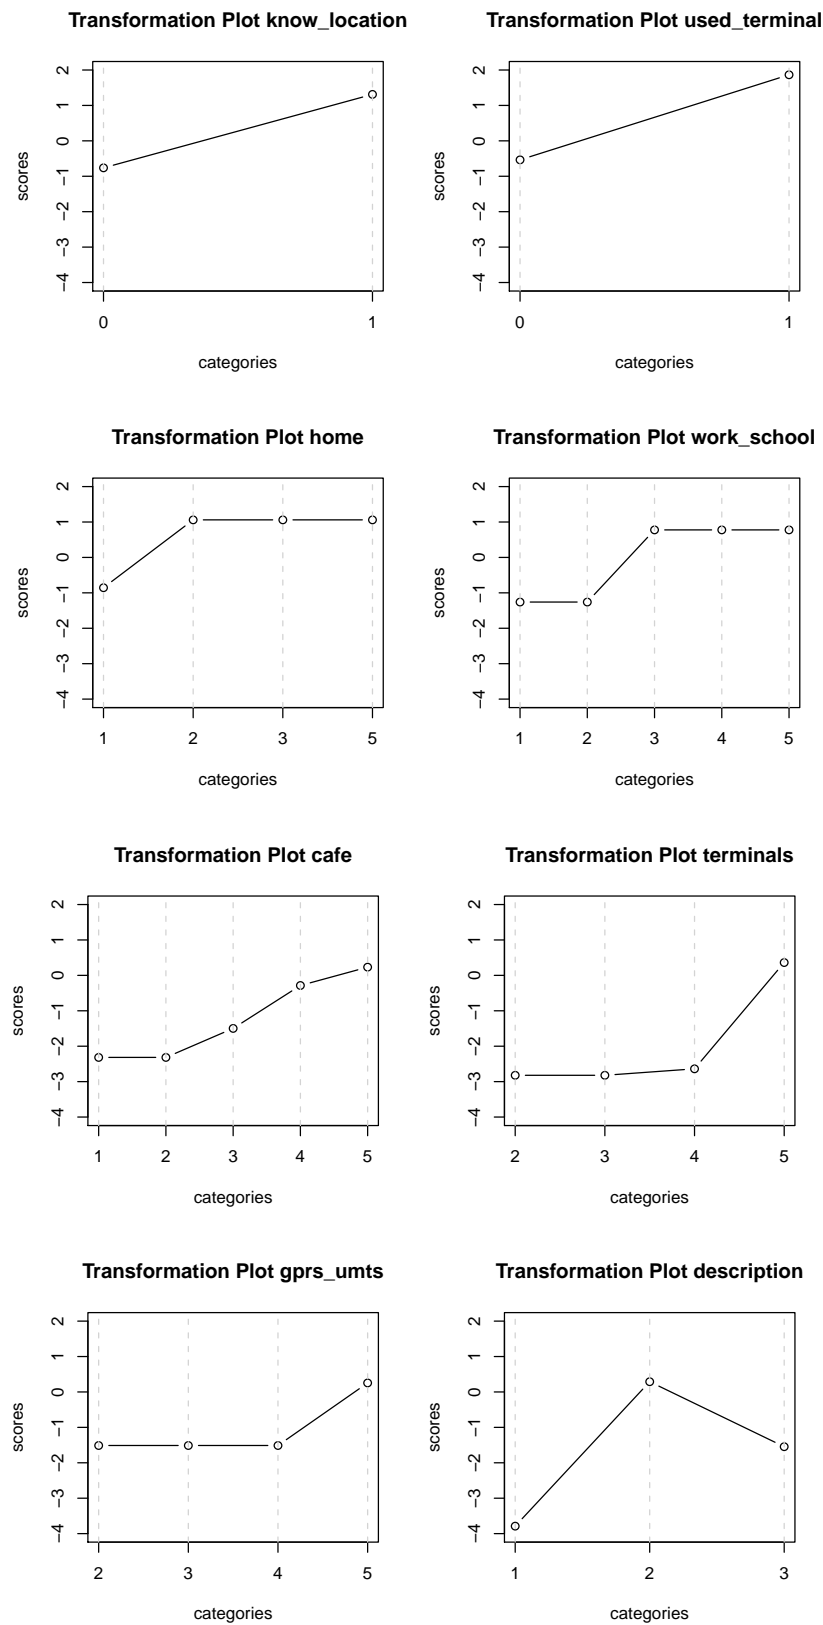 Transformation Plot know_location
scores
2
1
0
−1
−2
−3
−4
0 1
categories
Transformation Plot used_terminal
scores
2
1
0
−1
−2
−3
−4
0 1
categories
Transformation Plot home
scores
2
1
0
−1
−2
−3
−4
1 2 3 5
categories
Transformation Plot work_school
scores
2
1
0
−1
−2
−3
−4
1 2 3 4 5
categories
Transformation Plot cafe
scores
2
1
0
−1
−2
−3
−4
1 2 3 4 5
categories
Transformation Plot terminals
scores
2
1
0
−1
−2
−3
−4
2 3 4 5
categories
Transformation Plot gprs_umts
scores
2
1
0
−1
−2
−3
−4
2 3 4 5
categories
Transformation Plot description
scores
2
1
0
−1
−2
−3
−4
1 2 3
categories